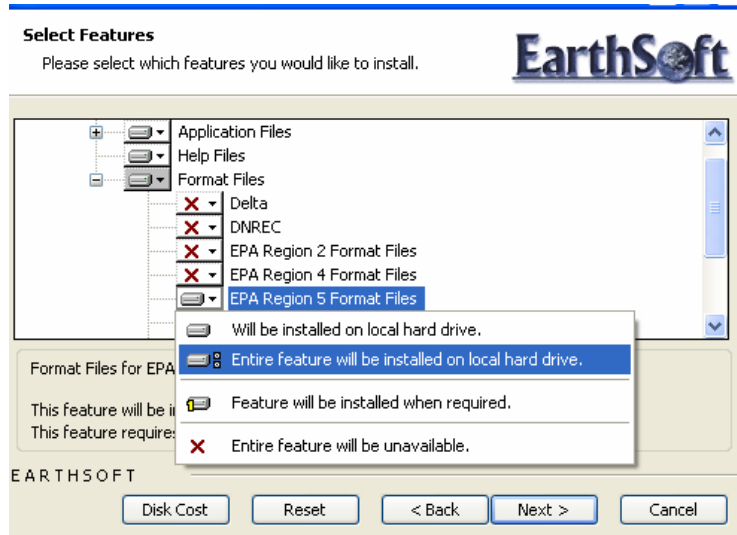 Select Features
Please select which features you would like to install.
EarthSoft
Application Files
Help Files
Format Files
Delta
DNREC
EPA Region 2 Format Files
EPA Region 4 Format Files
EPA Region 5 Format Files
Will be installed on local hard drive.
Entire feature will be installed on local hard drive.
Feature will be installed when required.
Entire feature will be unavailable.
Format Files for EPA
This feature will be i
This feature require
EARTHSOFT
Disk Cost
Reset
< Back
Next >
Cancel